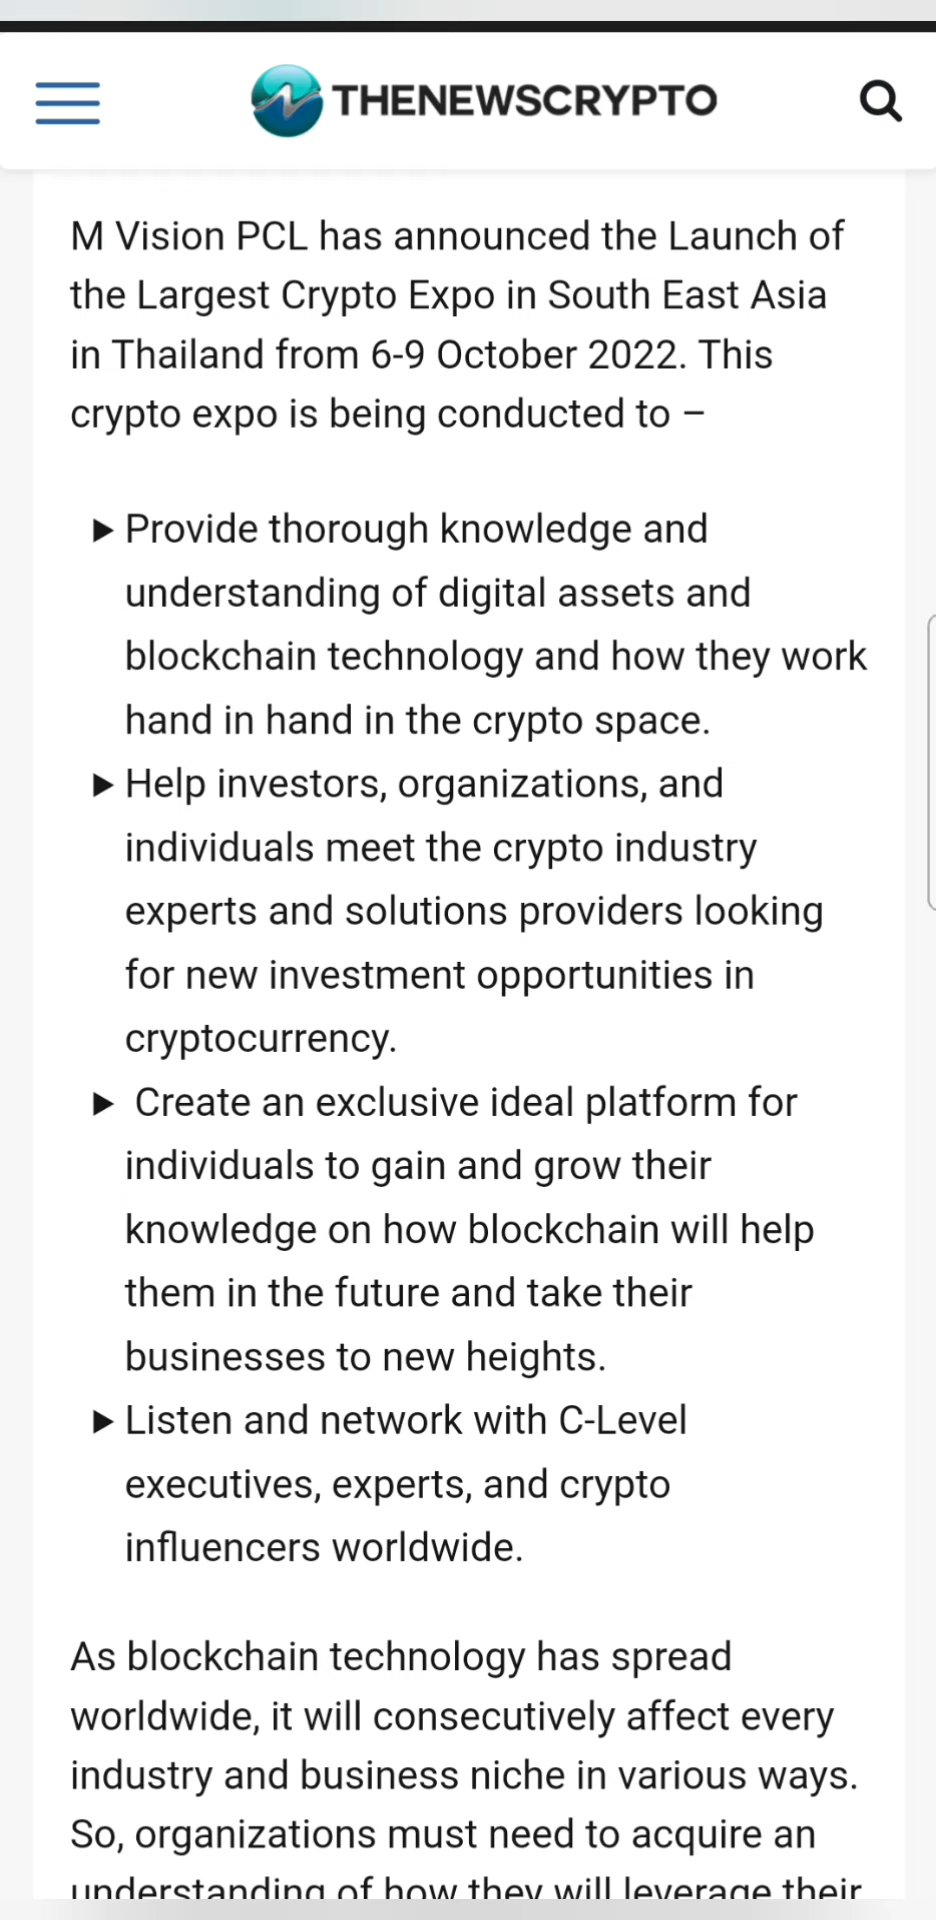 THENEWSCRYPTO
M Vision PCL has announced the Launch of
the Largest Crypto Expo in South East Asia
in Thailand from 6-9 October 2022. This
crypto expo is being conducted to –
▶ Provide thorough knowledge and
understanding of digital assets and
blockchain technology and how they work
hand in hand in the crypto space.
▶ Help investors, organizations, and
individuals meet the crypto industry
experts and solutions providers looking
for new investment opportunities in
cryptocurrency.
▶ Create an exclusive ideal platform for
individuals to gain and grow their
knowledge on how blockchain will help
them in the future and take their
businesses to new heights.
▶ Listen and network with C-Level
executives, experts, and crypto
influencers worldwide.
As blockchain technology has spread
worldwide, it will consecutively affect every
industry and business niche in various ways.
So, organizations must need to acquire an
understanding of how they will leverage their